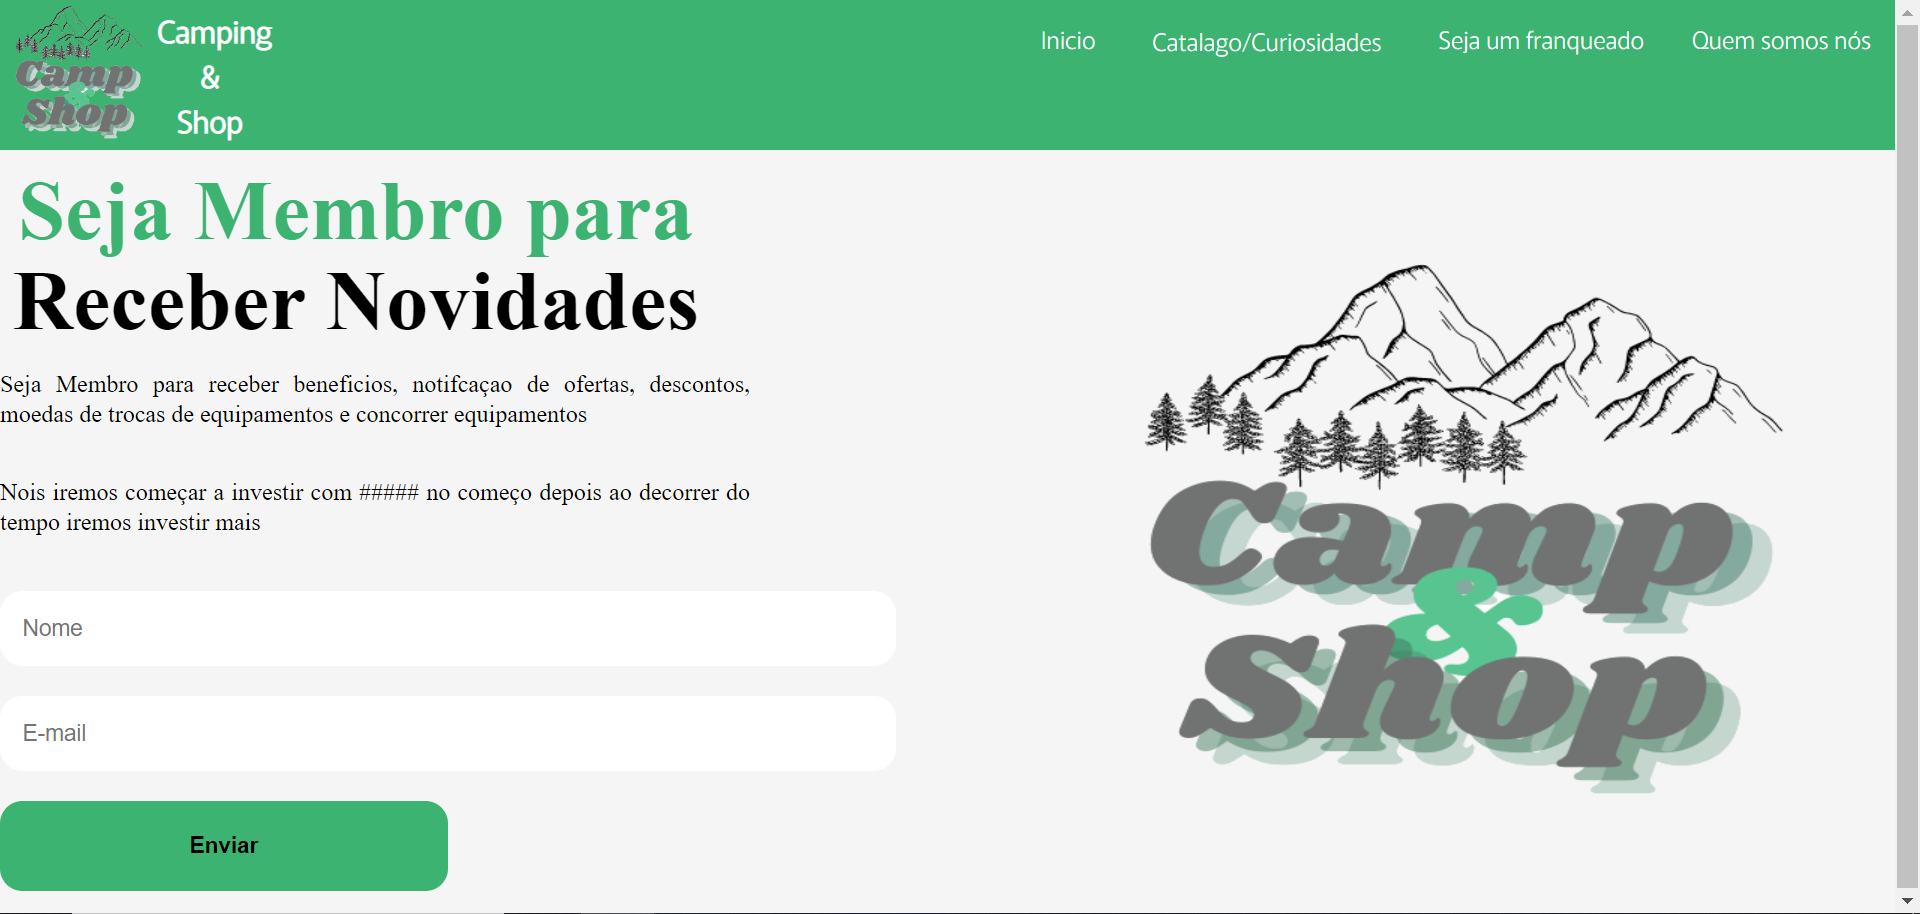 Camp
&
Shop
Camping
&
Shop
Inicio
Catalago/Curiosidades
Seja um franqueado
Quem somos nós
Seja Membro para
Receber Novidades
Seja Membro para receber beneficios, notifcaçao de ofertas, descontos,
moedas de trocas de equipamentos e concorrer equipamentos
Nois iremos começar a investir com ##### no começo depois ao decorrer do
tempo iremos investir mais
Nome
E-mail
Enviar
Camp
&
Shop